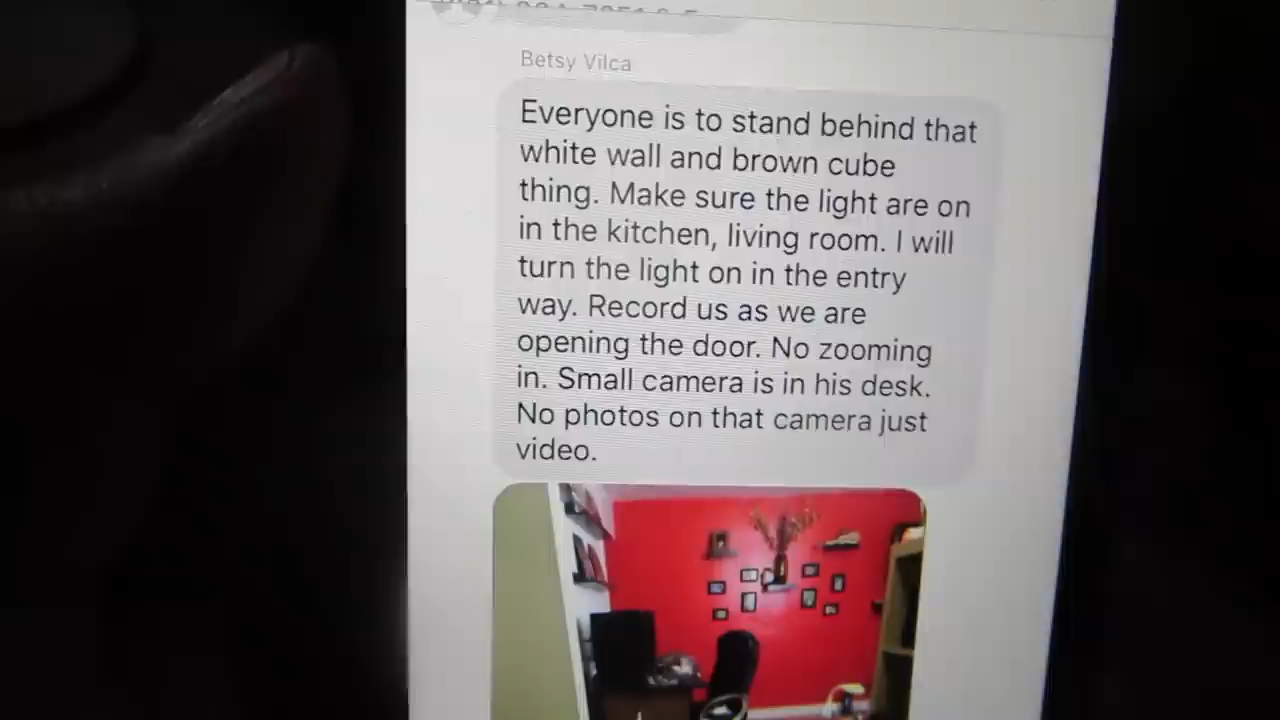 Betsy Vilca
Everyone is to stand behind that
white wall and brown cube
thing. Make sure the light are on
in the kitchen, living room. I will
turn the light on in the entry
way. Record us as we are
opening the door. No zooming
in. Small camera is in his desk.
No photos on that camera just
video.